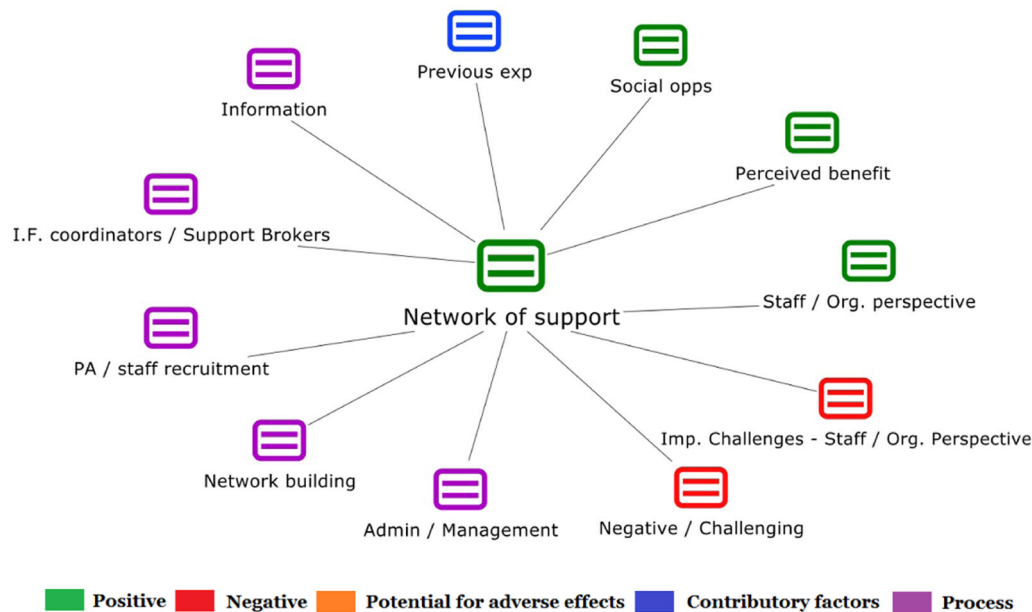 Previous exp
Social opps
Information
Perceived benefit
I.F. coordinators / Support Brokers
Staff / Org. perspective
Network of support
PA / staff recruitment
Imp. Challenges - Staff / Org. Perspective
Network building
Admin / Management
Negative / Challenging
Positive
Negative
Potential for adverse effects
Contributory factors
Process